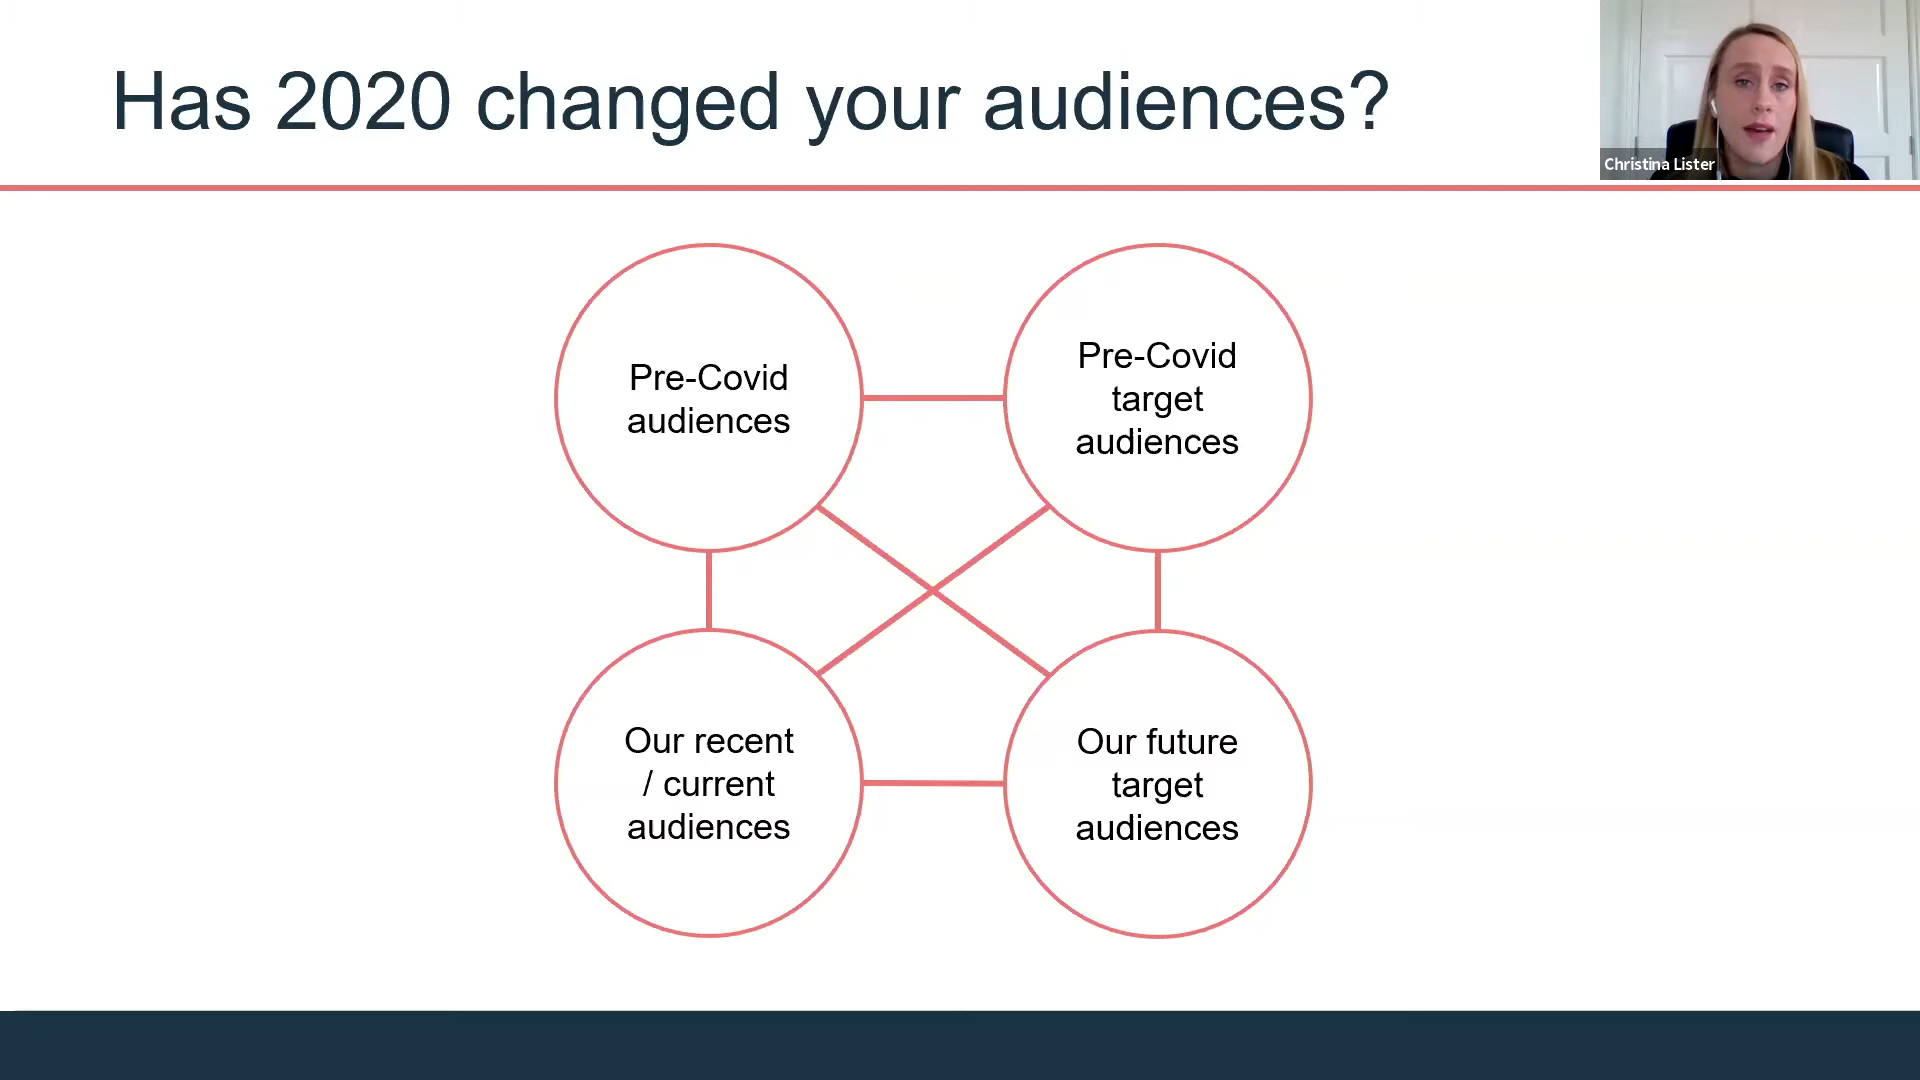 Has 2020 changed your audiences?
Christina Lister
Pre-Covid
audiences
Pre-Covid
target
audiences
Our recent
/ current
audiences
Our future
target
audiences